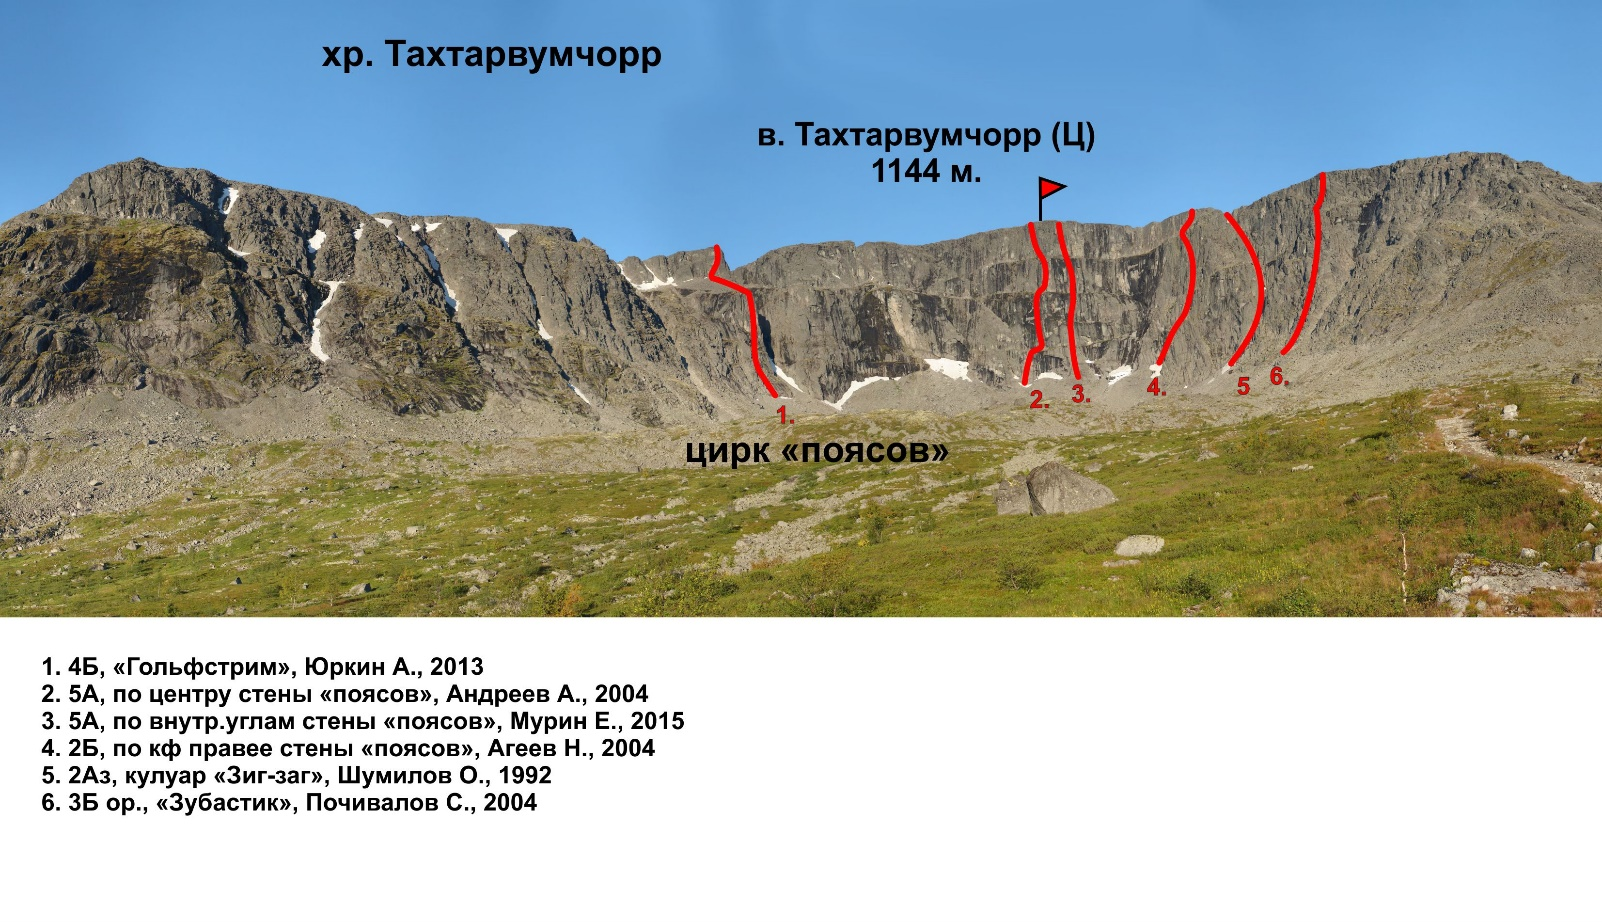 хр. Тахтарвумчорр
в. Тахтарвумчорр (Ц)
1144 м.
1.
2.
3.
4.
5
6.
цирк «поясов»
1. 4Б, «Гольфстрим», Юркин А., 2013
2. 5А, по центру стены «поясов», Андреев А., 2004
3. 5А, по внутр.углам стены «поясов», Мурин Е., 2015
4. 2Б, по кф правее стены «поясов», Агеев Н., 2004
5. 2Аз, кулуар «Зиг-заг», Шумилов О., 1992
6. 3Б ор., «Зубастик», Почивалов С., 2004